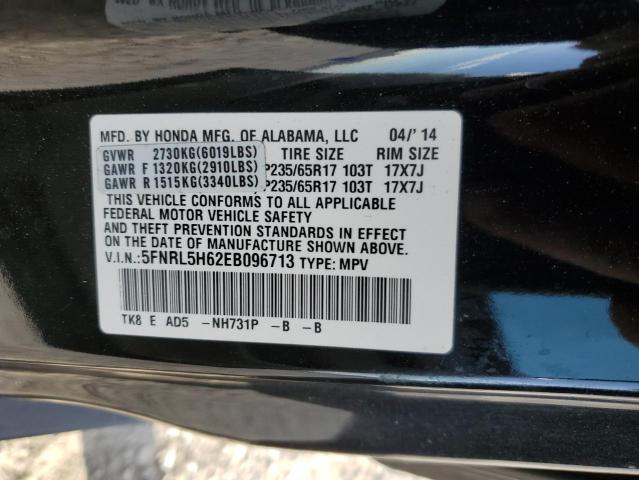 MFD. BY HONDA MFG. OF ALABAMA, LLC 04/'14
GVWR 2730KG(6019LBS) TIRE SIZE RIM SIZE
GAWR F 1320KG(2910LBS) P235/65R17 103T 17X7J
GAWR R 1515KG(3340LBS) P235/65R17 103T 17X7J
THIS VEHICLE CONFORMS TO ALL APPLICABLE
FEDERAL MOTOR VEHICLE SAFETY
AND THEFT PREVENTION STANDARDS IN EFFECT
ON THE DATE OF MANUFACTURE SHOWN ABOVE.
V.I.N.: 5FNRL5H62EB096713 TYPE: MPV
TK8 E AD5 -NH731P -B -B